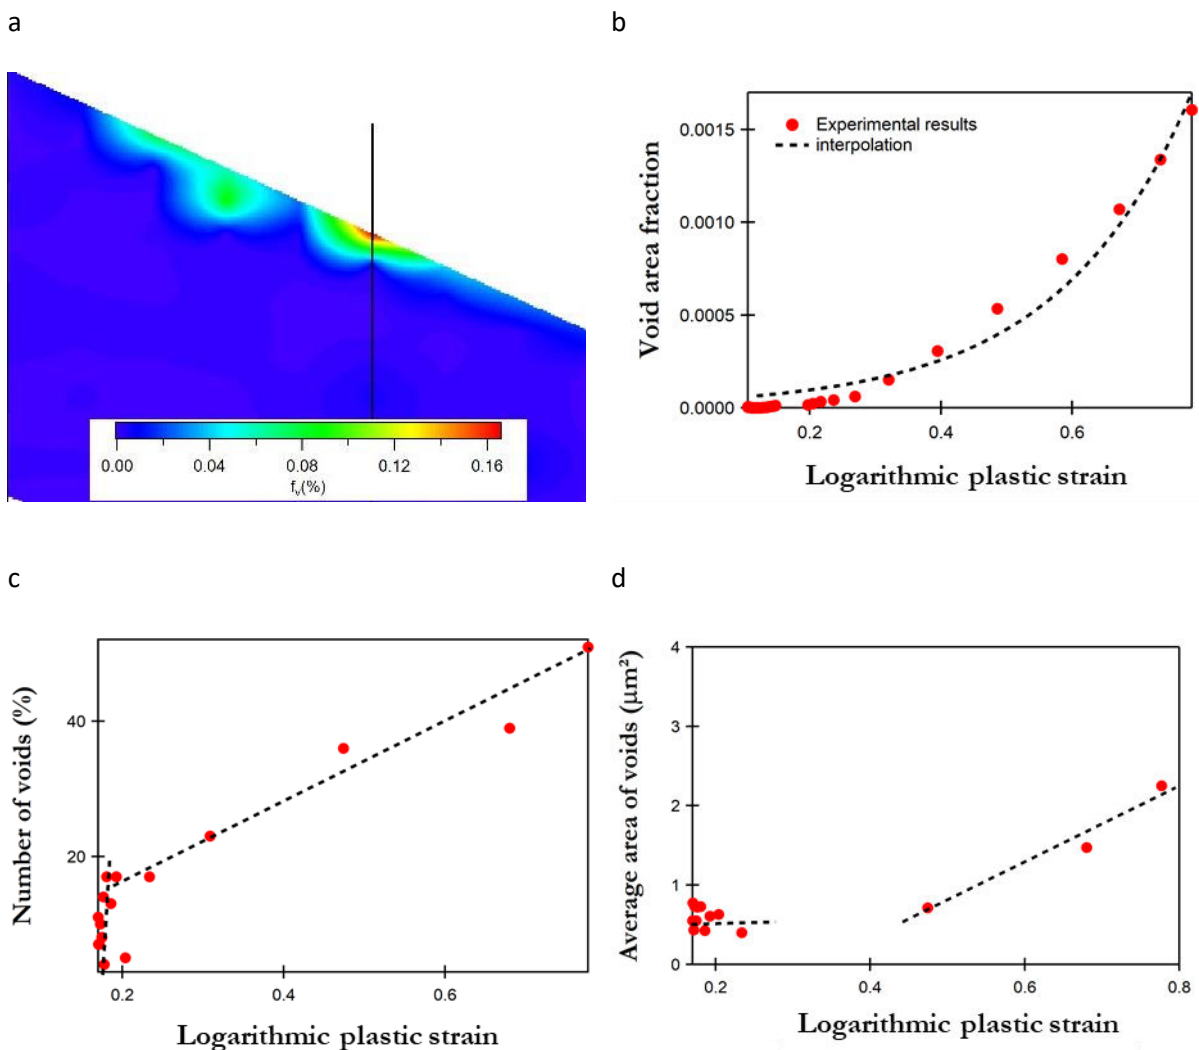 a
0.00 0.04 0.08 0.12 0.16
fv(%)
b
Void area fraction
0.0015
0.0010
0.0005
0.0000
Experimental results
interpolation
0.2 0.4 0.6
Logarithmic plastic strain
c
Number of voids (%)
40
20
0.2 0.4 0.6
Logarithmic plastic strain
d
Average area of voids (μm²)
4
3
2
1
0
0.2 0.4 0.6 0.8
Logarithmic plastic strain